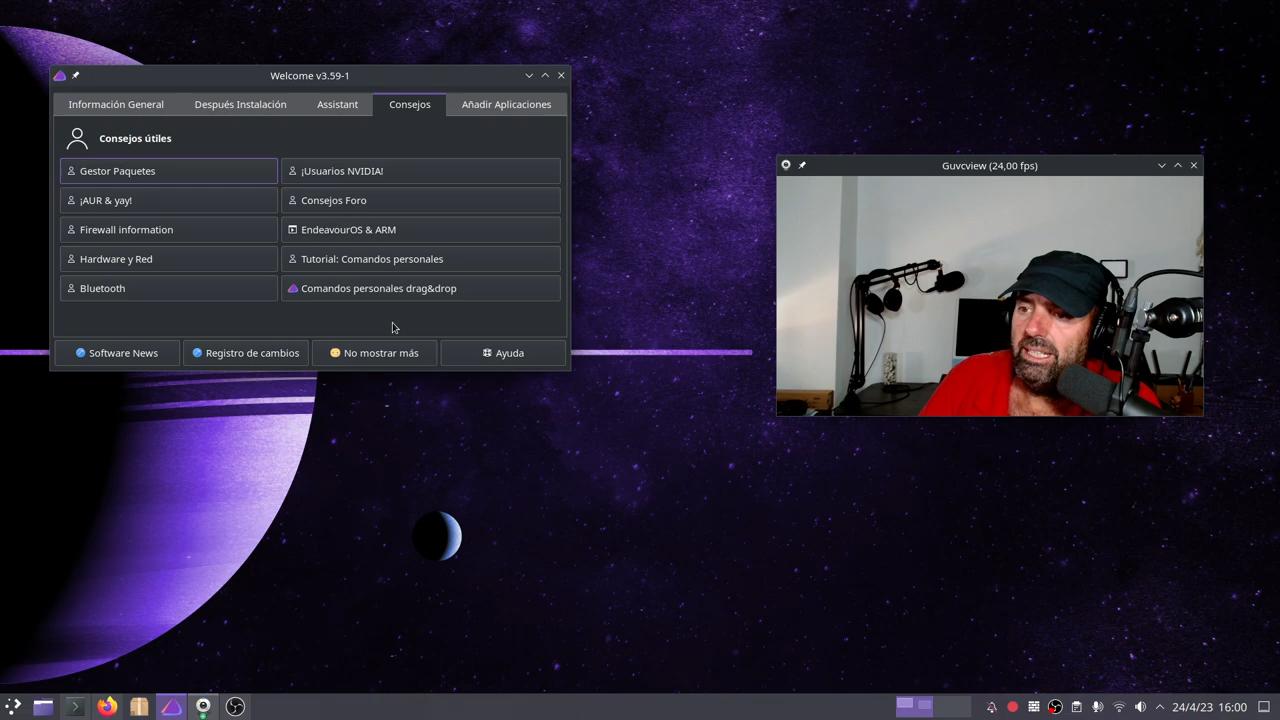 Welcome v3.59-1
Información General
Después Instalación
Assistant
Consejos
Añadir Aplicaciones
Consejos útiles
Gestor Paquetes
¡Usuarios NVIDIA!
¡AUR & yay!
Consejos Foro
Firewall information
EndeavourOS & ARM
Hardware y Red
Tutorial: Comandos personales
Bluetooth
Comandos personales drag&drop
Software News
Registro de cambios
No mostrar más
Ayuda
Guvcview (24,00 fps)
24/4/23 16:00